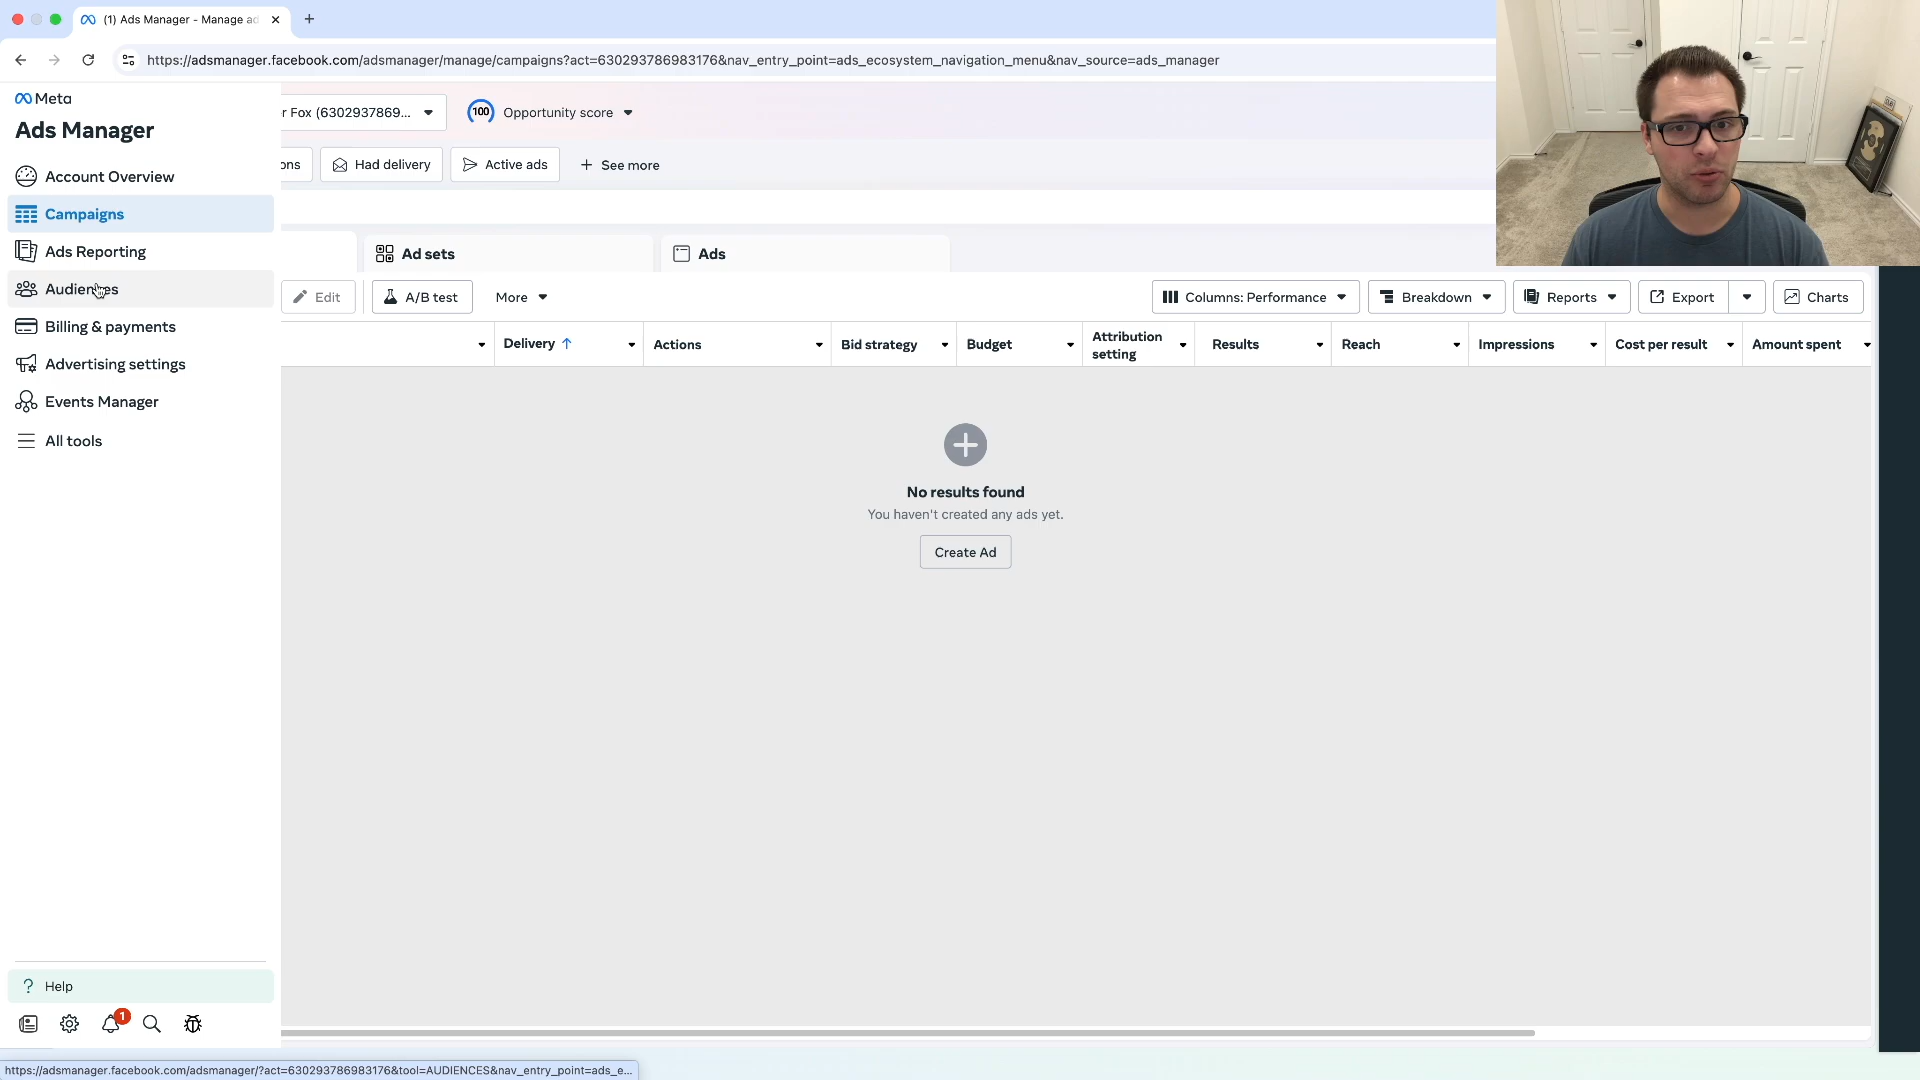 (1) Ads Manager - Manage ad
https://adsmanager.facebook.com/adsmanager/manage/campaigns?act=630293786983176&nav_entry_point=ads_ecosystem_navigation_menu&nav_source=ads_manager
Meta
Ads Manager
r Fox (6302937869...
100
Opportunity score
Account Overview
Campaigns
Ads Reporting
Audiences
Billing & payments
Advertising settings
Events Manager
All tools
ons
Had delivery
Active ads
See more
Ad sets
Ads
Edit
A/B test
More
Columns: Performance
Breakdown
Reports
Export
Charts
Delivery ↑
Actions
Bid strategy
Budget
Attribution
setting
Results
Reach
Impressions
Cost per result
Amount spent
No results found
You haven't created any ads yet.
Create Ad
? Help
1
https://adsmanager.facebook.com/adsmanager/?act=630293786983176&tool=AUDIENCES&nav_entry_point=ads_e...